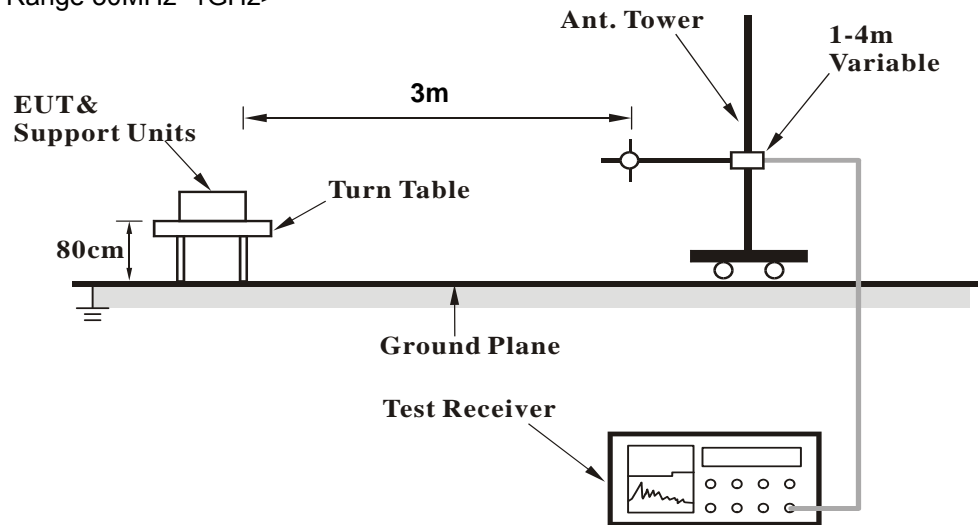 Ant. Tower
1-4m
Variable
3m
EUT&
Support Units
Turn Table
80cm
Ground Plane
Test Receiver